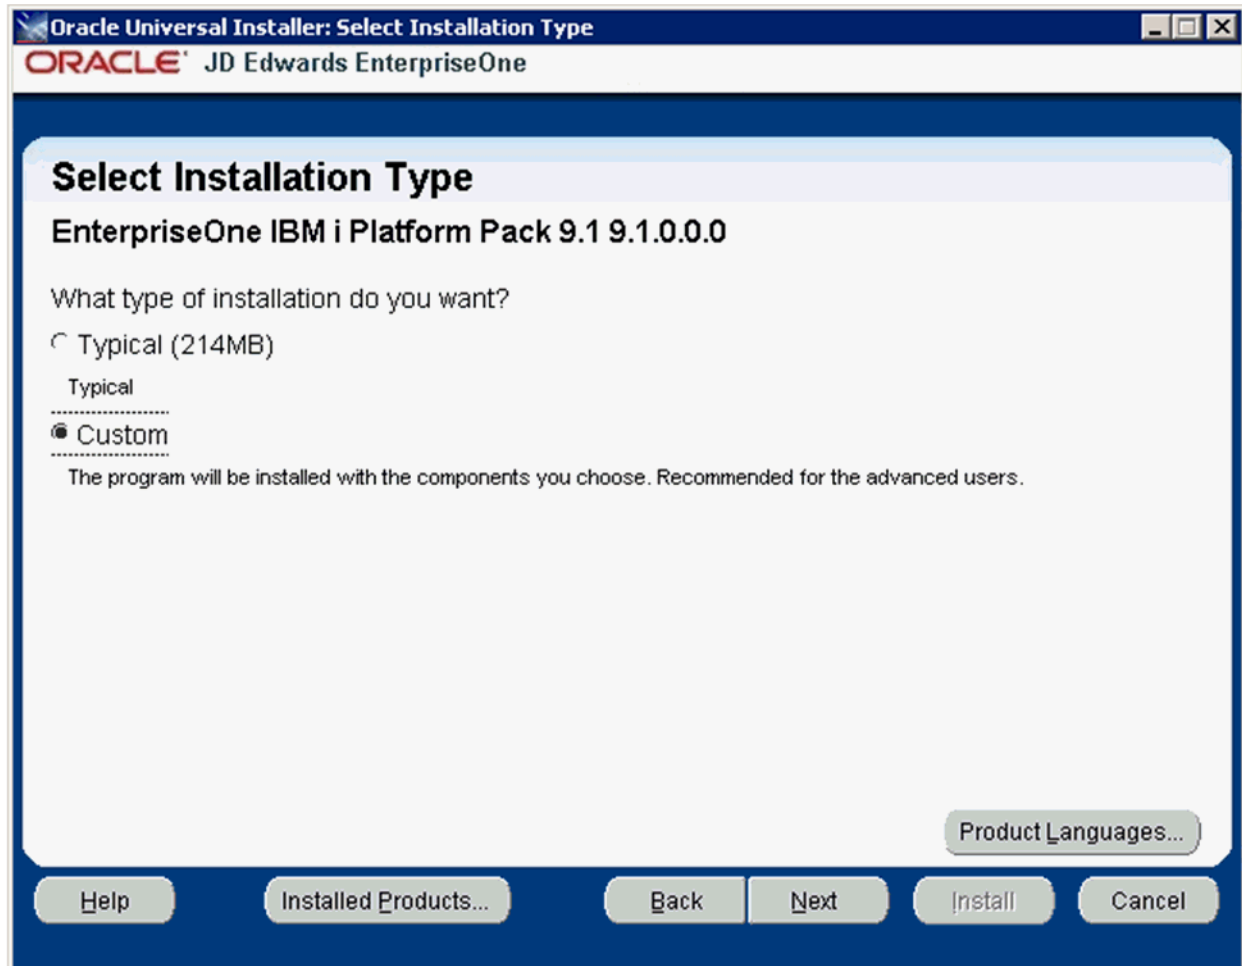 Oracle Universal Installer: Select Installation Type
ORACLE JD Edwards EnterpriseOne
Select Installation Type
EnterpriseOne IBM i Platform Pack 9.1 9.1.0.0.0
What type of installation do you want?
Typical (214MB)
Typical
Custom
The program will be installed with the components you choose. Recommended for the advanced users.
Product Languages...
Help Installed Products... Back Next Install Cancel